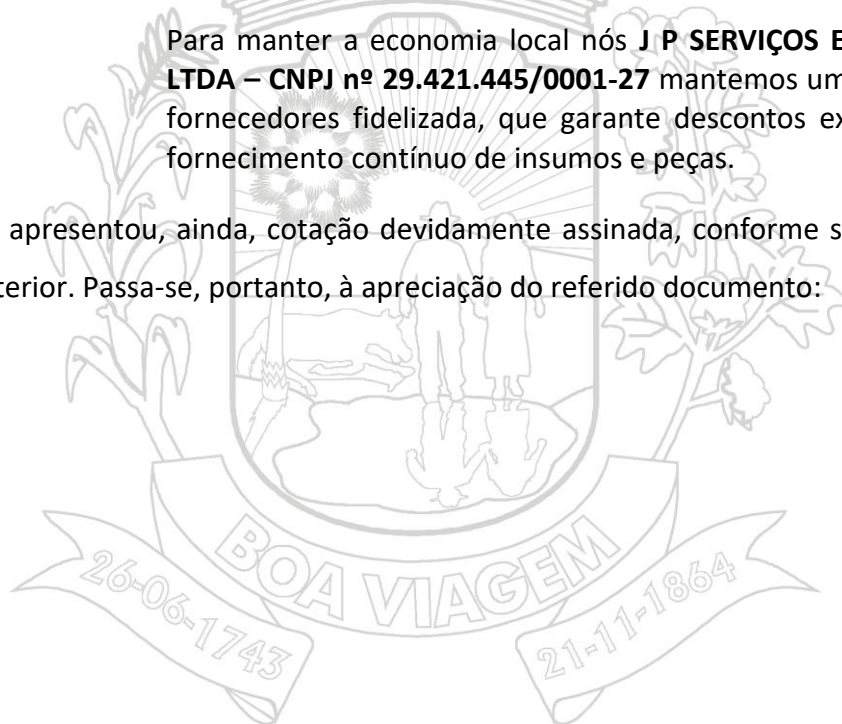 Para manter a economia local nós J P SERVIÇOS E
LTDA – CNPJ nº 29.421.445/0001-27 mantemos um
fornecedores fidelizada, que garante descontos ex
fornecimento contínuo de insumos e peças.
apresentou, ainda, cotação devidamente assinada, conforme s
terior. Passa-se, portanto, à apreciação do referido documento:
BOA VIAGEM
26-06-1743
21-11-1864